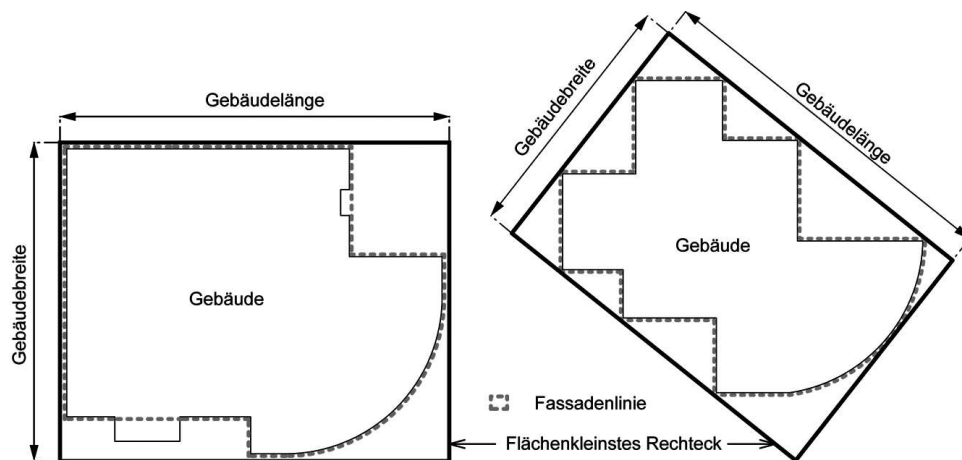 Gebäudelänge
Gebäudebreite
Gebäude
Gebäudebreite
Gebäudelänge
Gebäude
Fassadenlinie
Flächenkleinstes Rechteck